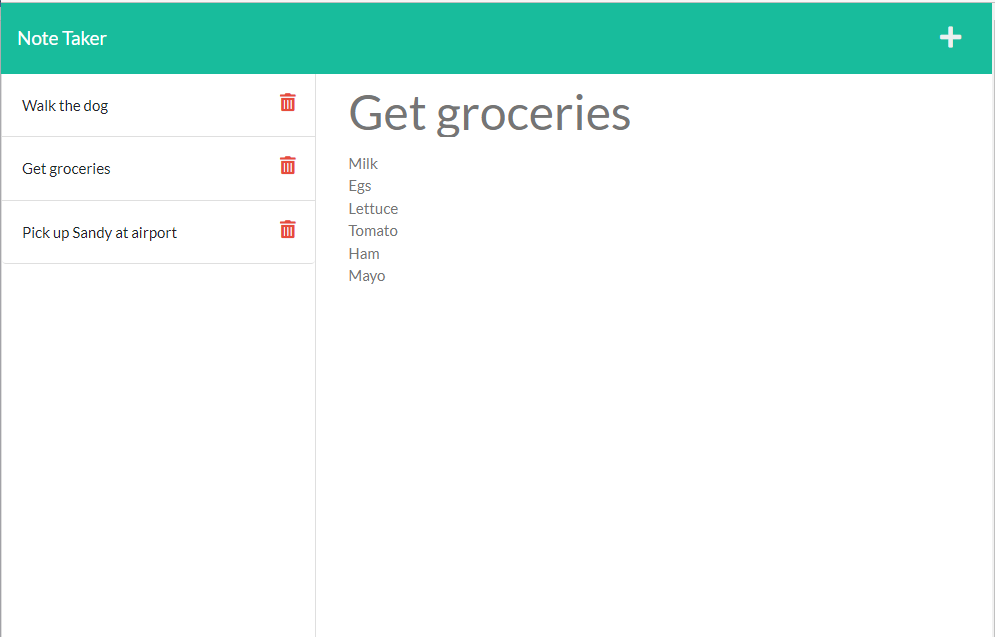 Note Taker
Walk the dog
Get groceries
Pick up Sandy at airport
Get groceries
Milk
Egs
Lettuce
Tomato
Ham
Mayo